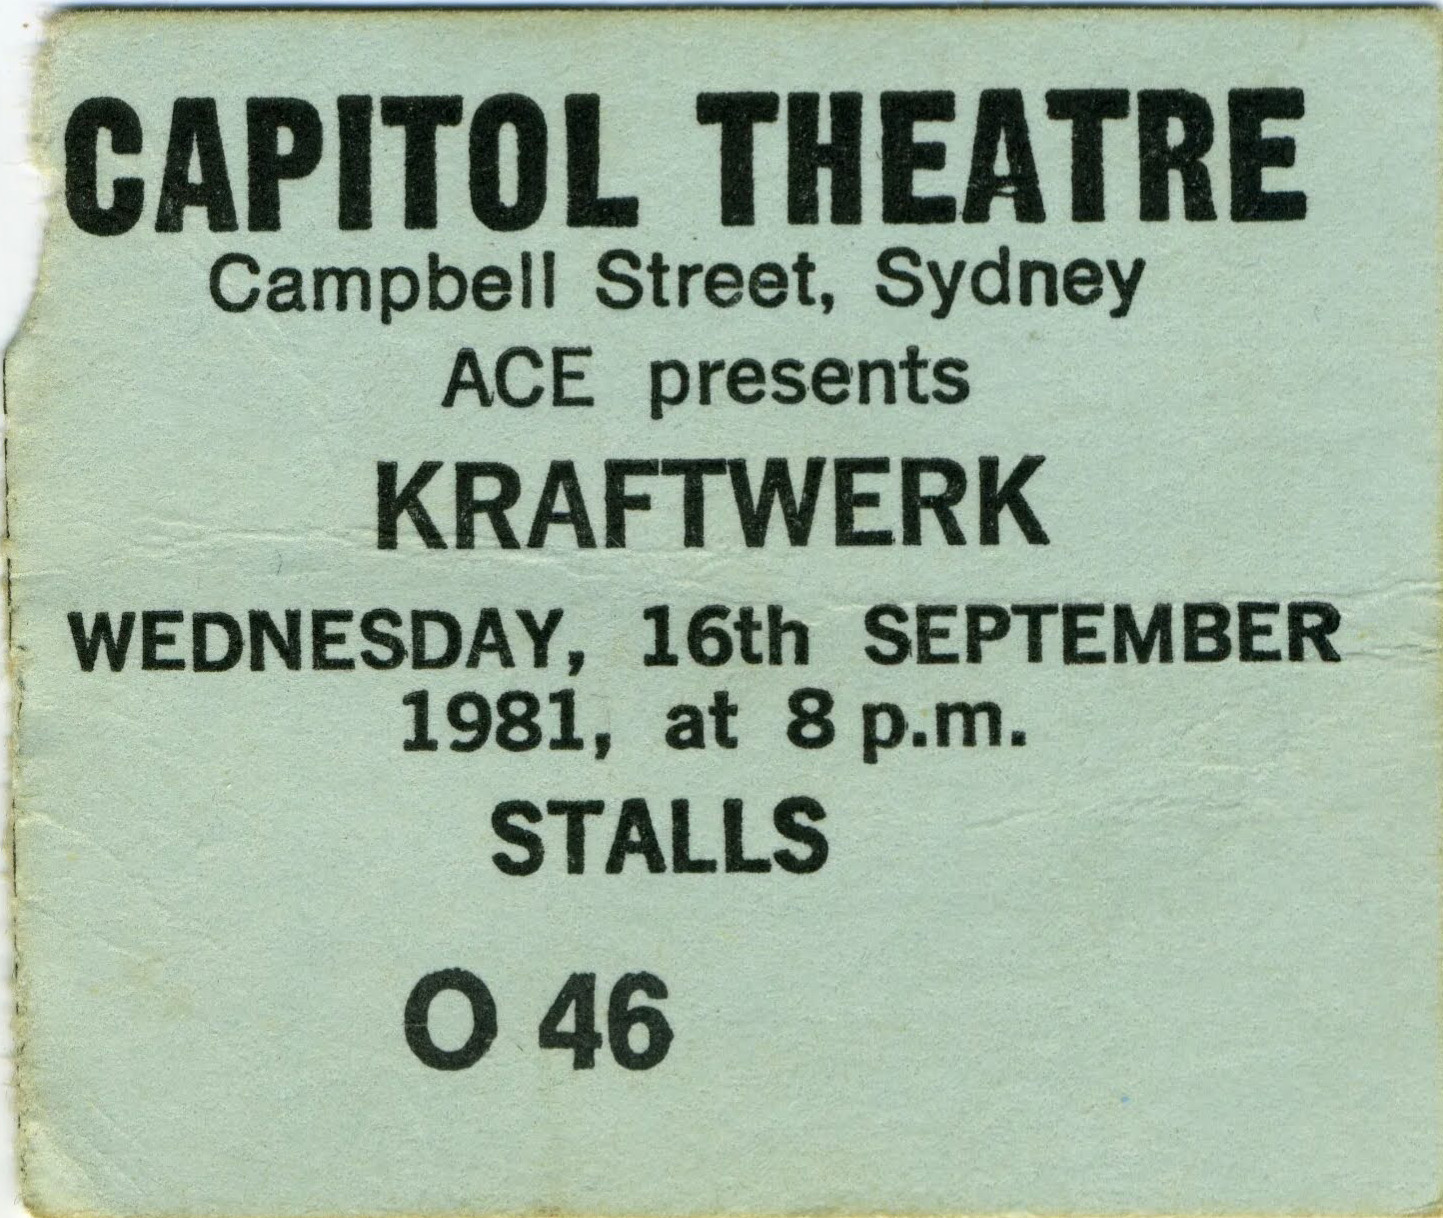 CAPITOL THEATRE
Campbell Street, Sydney
ACE presents
KRAFTWERK
WEDNESDAY, 16th SEPTEMBER
1981, at 8 p.m.
STALLS
O 46